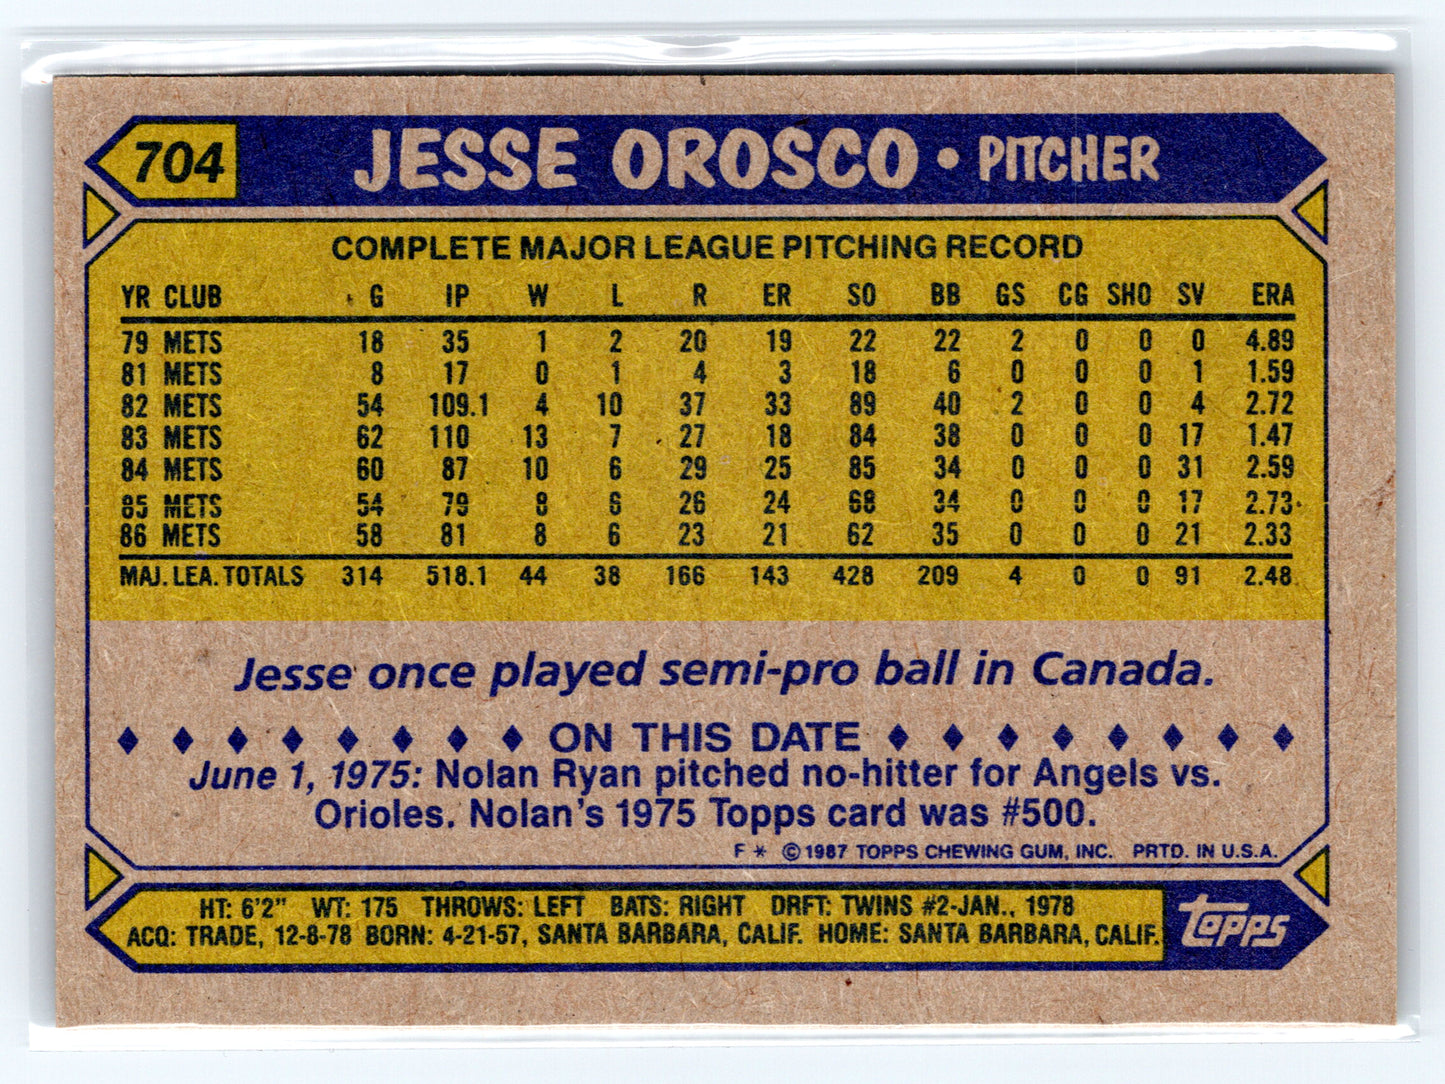 704 JESSE OROSCO • PITCHER
COMPLETE MAJOR LEAGUE PITCHING RECORD
YR CLUB G IP W L R ER SO BB GS CG SHO SV ERA
79 METS 18 35 1 2 20 19 22 22 2 0 0 0 4.89
81 METS 8 17 0 1 4 3 18 6 0 0 0 1 1.59
82 METS 54 109.1 4 10 37 33 89 40 2 0 0 4 2.72
83 METS 62 110 13 7 27 18 84 38 0 0 0 17 1.47
84 METS 60 87 10 6 29 25 85 34 0 0 0 31 2.59
85 METS 54 79 8 6 26 24 68 34 0 0 0 17 2.73
86 METS 58 81 8 6 23 21 62 35 0 0 0 21 2.33
MAJ. LEA. TOTALS 314 518.1 44 38 166 143 428 209 4 0 0 91 2.48
Jesse once played semi-pro ball in Canada.
ON THIS DATE
June 1, 1975: Nolan Ryan pitched no-hitter for Angels vs.
Orioles. Nolan's 1975 Topps card was #500.
F * © 1987 TOPPS CHEWING GUM, INC. PRTD. IN U.S.A.
HT: 6'2" WT: 175 THROWS: LEFT BATS: RIGHT DRFT: TWINS #2-JAN., 1978
ACQ: TRADE, 12-8-78 BORN: 4-21-57, SANTA BARBARA, CALIF. HOME: SANTA BARBARA, CALIF.
topps